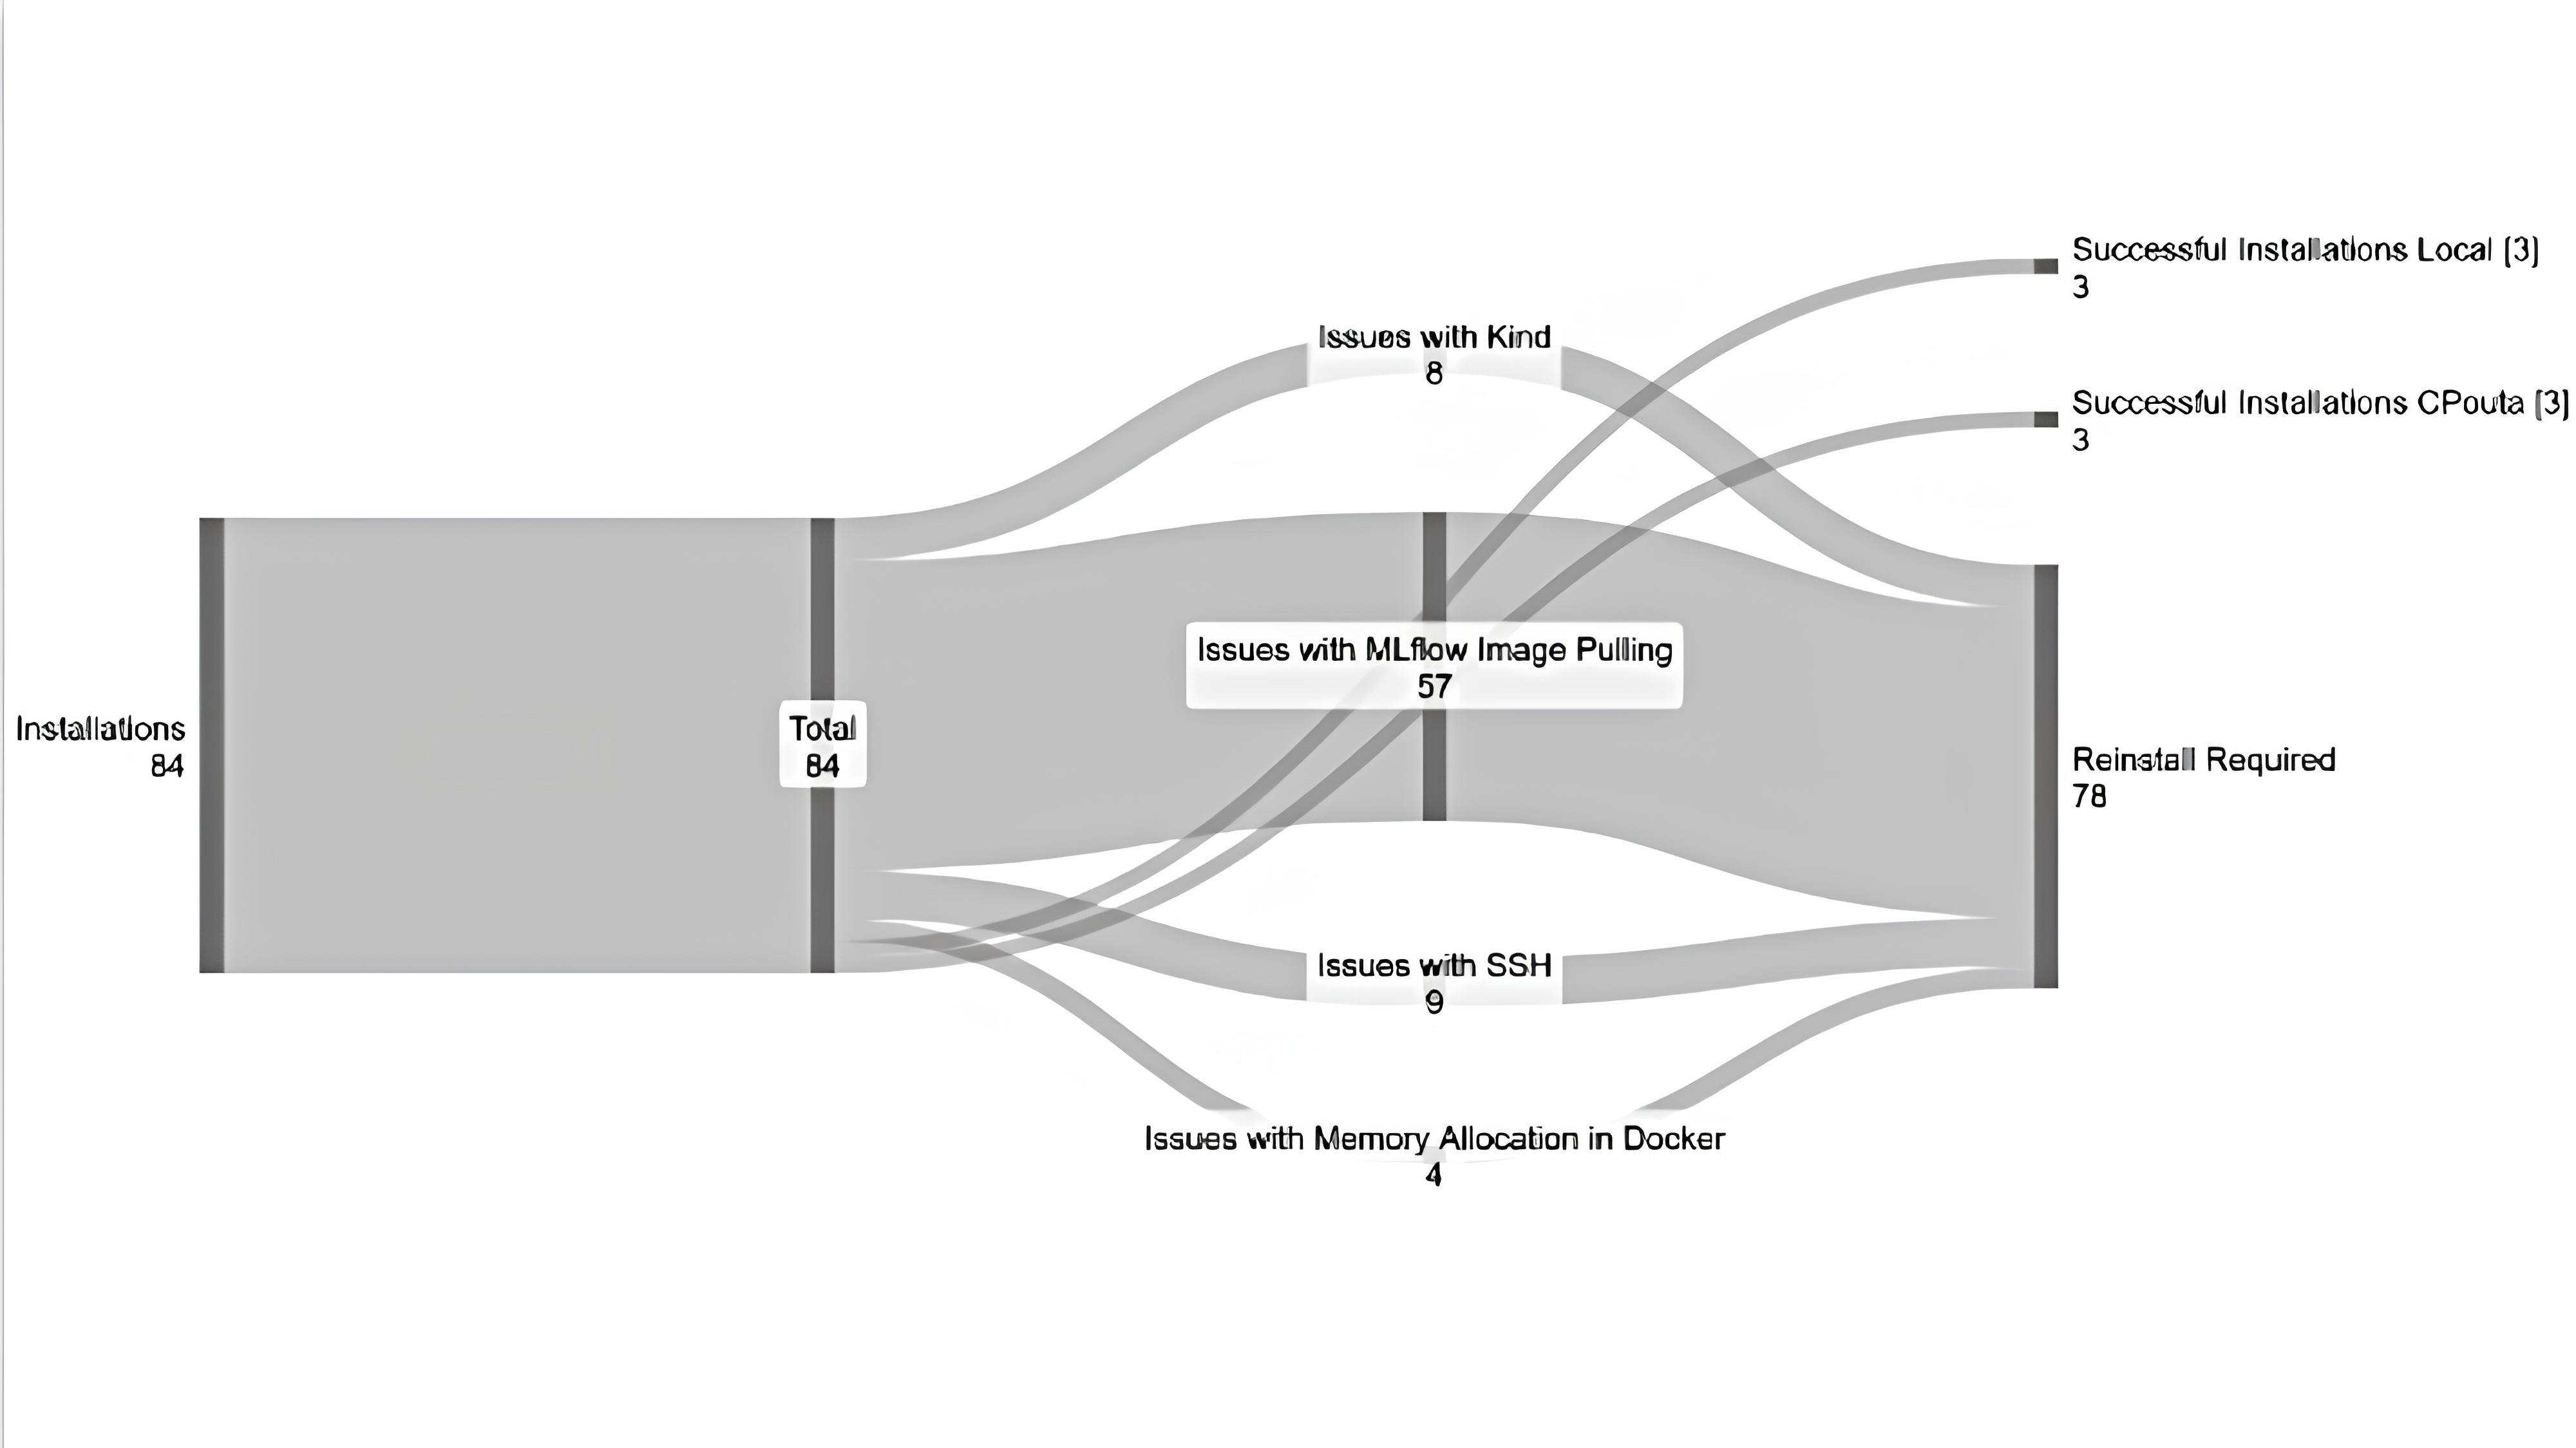 Successful Installations Local [3]
3
Issues with Kind
8
Successful Installations CPouta [3]
3
Issues with MLflow Image Pulling
57
Installations
84
Total
84
Reinstall Required
78
Issues with SSH
9
Issues with Memory Allocation in Docker
4